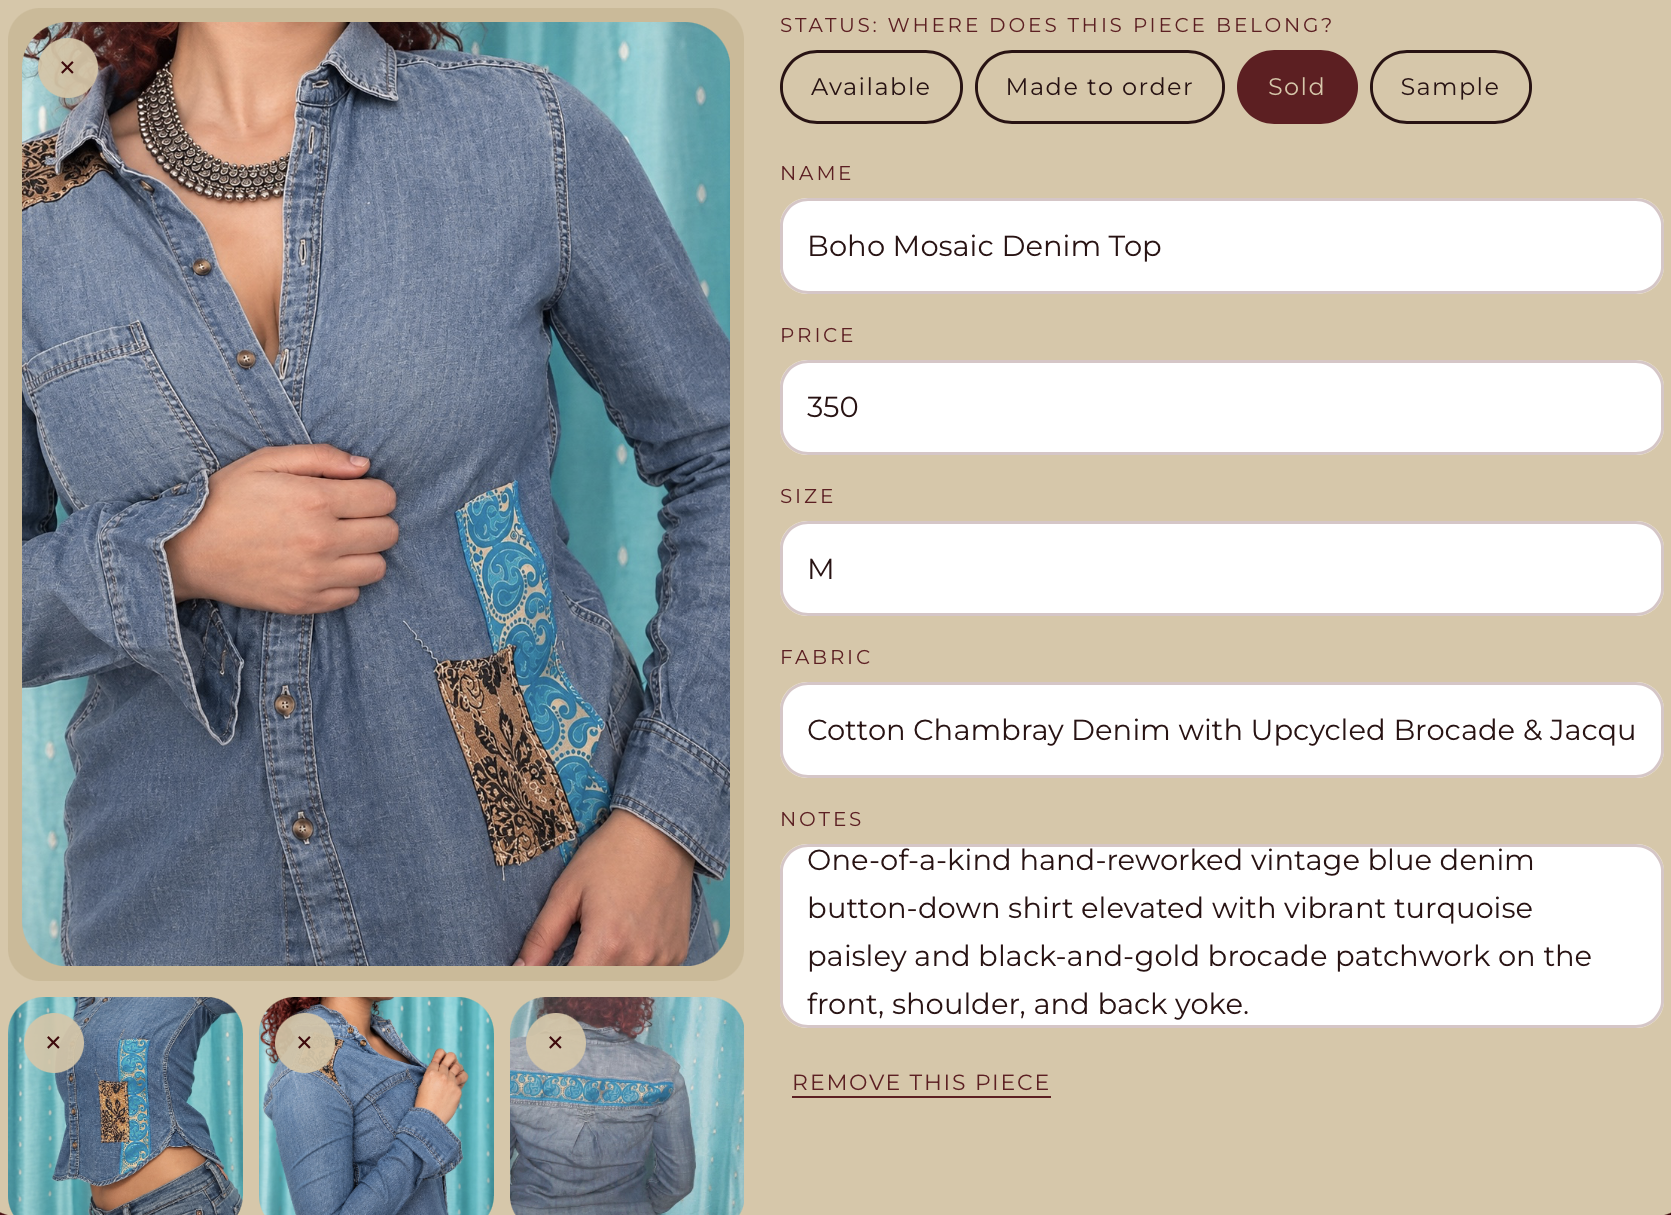 STATUS: WHERE DOES THIS PIECE BELONG?
Available
Made to order
Sold
Sample
NAME
Boho Mosaic Denim Top
PRICE
350
SIZE
M
FABRIC
Cotton Chambray Denim with Upcycled Brocade & Jacqu
NOTES
One-of-a-kind hand-reworked vintage blue denim
button-down shirt elevated with vibrant turquoise
paisley and black-and-gold brocade patchwork on the
front, shoulder, and back yoke.
REMOVE THIS PIECE